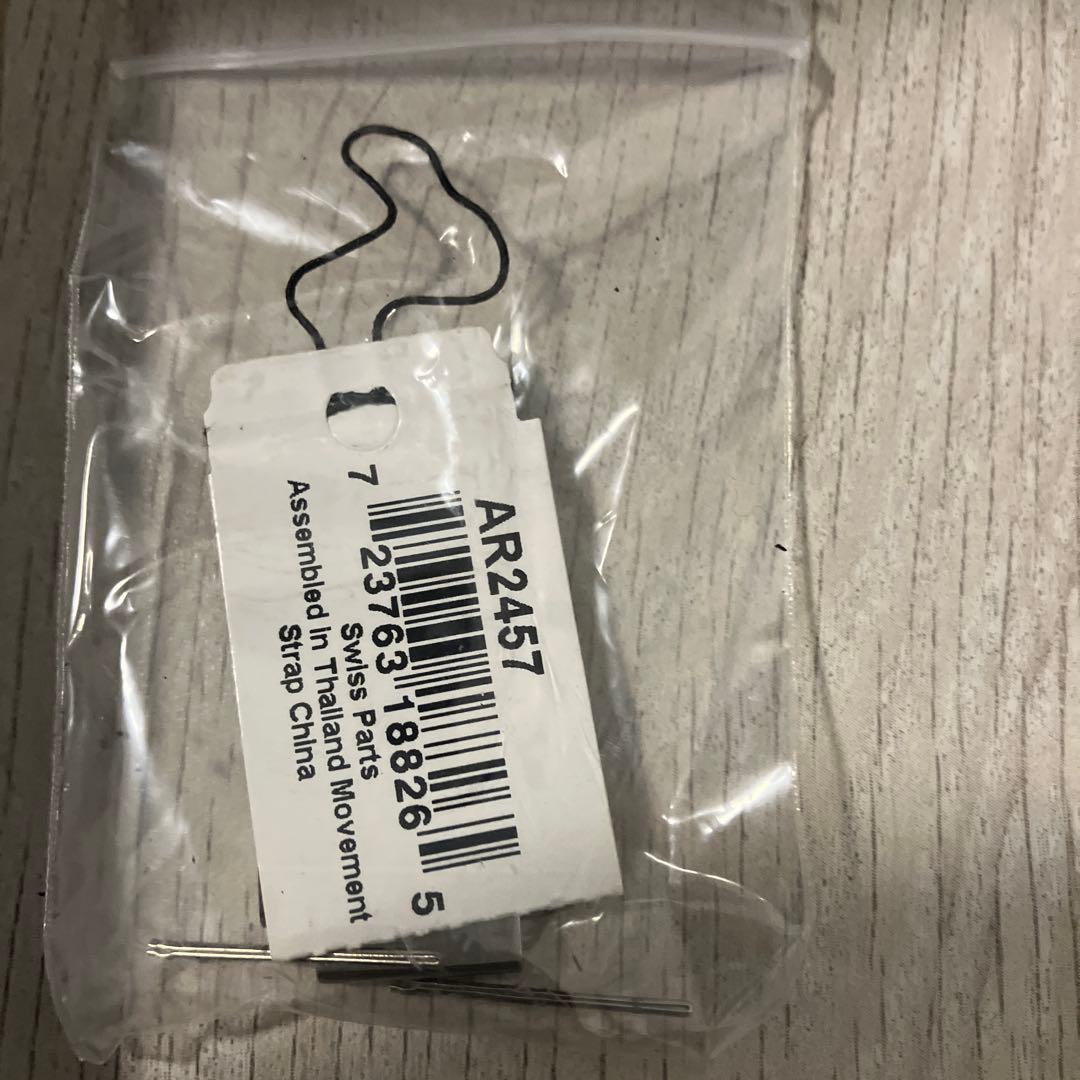 AR2457
7 23763 18826 5
Swiss Parts
Assembled in Thailand Movement
Strap China